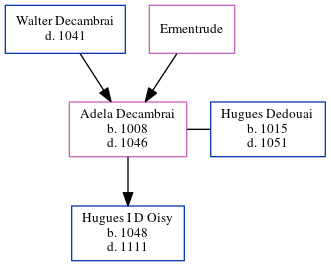 Walter Decambrai
d. 1041
Ermentrude
Adela Decambrai
b. 1008
d. 1046
Hugues Dedouai
b. 1015
d. 1051
Hugues I D Oisy
b. 1048
d. 1111